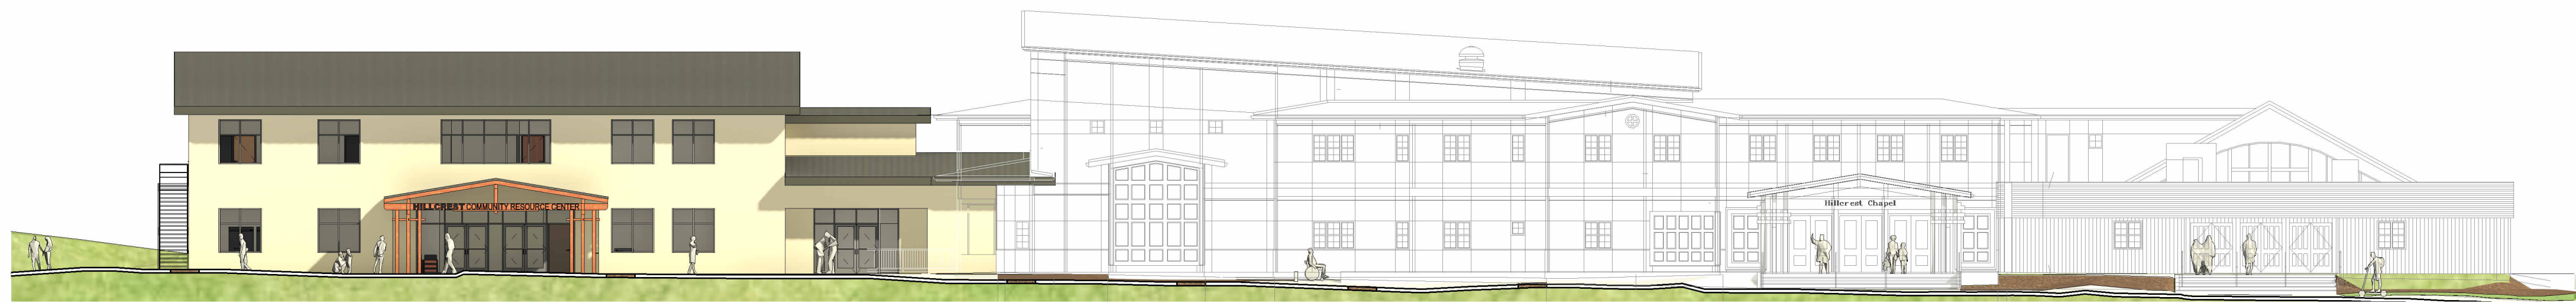 HILLCREST COMMUNITY RESOURCE CENTER
Hillcrest Chapel